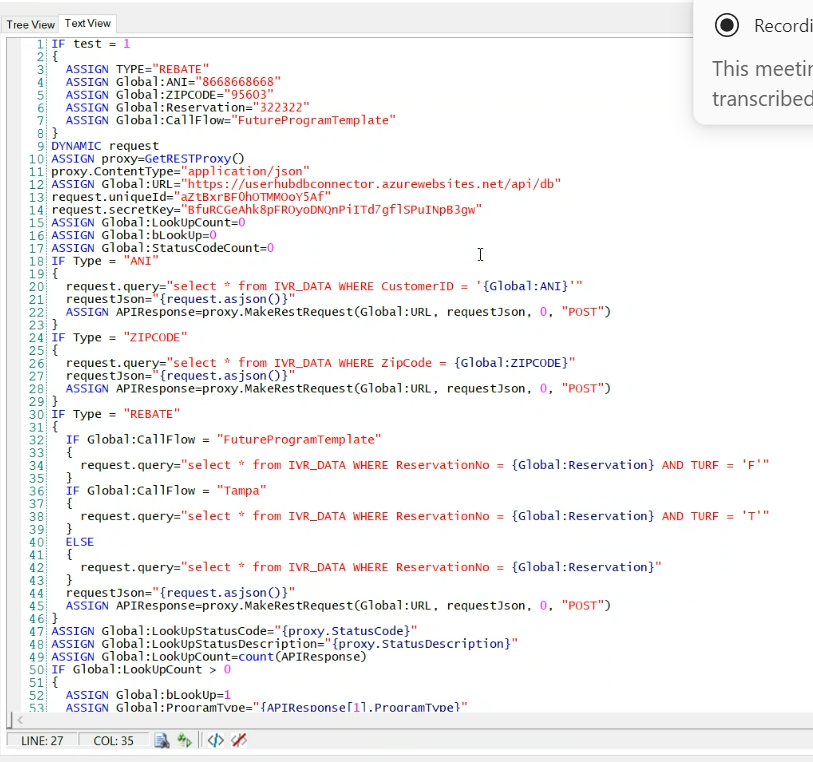 Tree View Text View
Recordi
This meetin
transcribed
1 IF test = 1
2 {
3 ASSIGN TYPE="REBATE"
4 ASSIGN Global:ANI="8668668668"
5 ASSIGN Global:ZIPCODE="95603"
6 ASSIGN Global:Reservation="322322"
7 ASSIGN Global:CallFlow="FutureProgramTemplate"
8 }
9 DYNAMIC request
10 ASSIGN proxy=GetRESTProxy()
11 proxy.ContentType="application/json"
12 ASSIGN Global:URL="https://userhubdbconnector.azurewebsites.net/api/db"
13 request.uniqueId="aZtBxrBF0hOTMMOoY5Af"
14 request.secretKey="BfuRCGeAhk8pFROyoDNQnPiITd7gflSPuINpB3gw"
15 ASSIGN Global:LookUpCount=0
16 ASSIGN Global:bLookUp=0
17 ASSIGN Global:StatusCodeCount=0
18 IF Type = "ANI"
19 {
20 request.query="select * from IVR_DATA WHERE CustomerID = '{Global:ANI}'"
21 requestJson="{request.asjson()}"
22 ASSIGN APIResponse=proxy.MakeRestRequest(Global:URL, requestJson, 0, "POST")
23 }
24 IF Type = "ZIPCODE"
25 {
26 request.query="select * from IVR_DATA WHERE ZipCode = {Global:ZIPCODE}"
27 requestJson="{request.asjson()}"
28 ASSIGN APIResponse=proxy.MakeRestRequest(Global:URL, requestJson, 0, "POST")
29 }
30 IF Type = "REBATE"
31 {
32 IF Global:CallFlow = "FutureProgramTemplate"
33 {
34 request.query="select * from IVR_DATA WHERE ReservationNo = {Global:Reservation} AND TURF = 'F'"
35 }
36 IF Global:CallFlow = "Tampa"
37 {
38 request.query="select * from IVR_DATA WHERE ReservationNo = {Global:Reservation} AND TURF = 'T'"
39 }
40 ELSE
41 {
42 request.query="select * from IVR_DATA WHERE ReservationNo = {Global:Reservation}"
43 }
44 requestJson="{request.asjson()}"
45 ASSIGN APIResponse=proxy.MakeRestRequest(Global:URL, requestJson, 0, "POST")
46 }
47 ASSIGN Global:LookUpStatusCode="{proxy.StatusCode}"
48 ASSIGN Global:LookUpStatusDescription="{proxy.StatusDescription}"
49 ASSIGN Global:LookUpCount=count(APIResponse)
50 IF Global:LookUpCount > 0
51 {
52 ASSIGN Global:bLookUp=1
53 ASSIGN Global:ProgramType="{APIResponse[1].ProgramType}"
LINE: 27 COL: 35